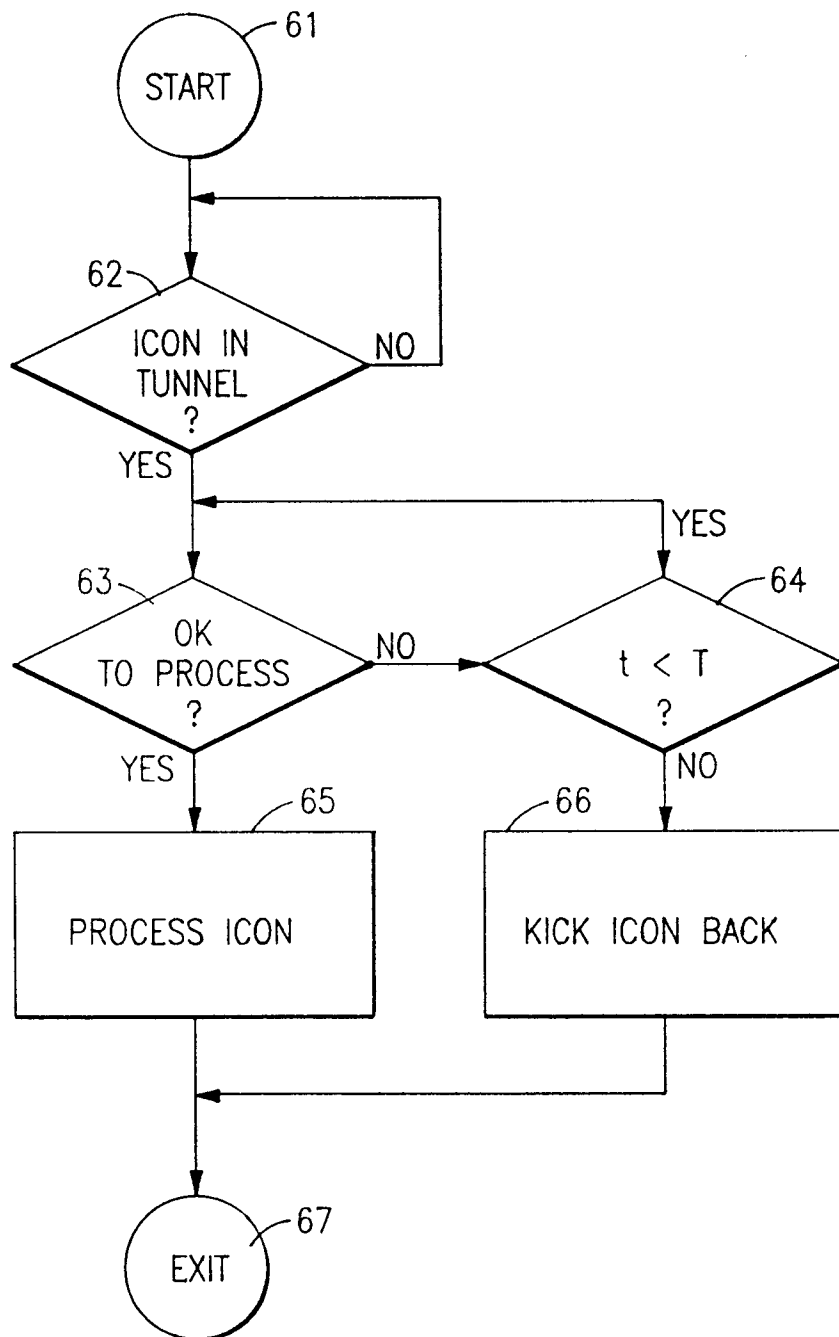 61
START
62
ICON IN
TUNNEL
?
NO
YES
YES
63
OK
TO PROCESS
?
NO
YES
64
t < T
?
NO
65
PROCESS ICON
66
KICK ICON BACK
67
EXIT